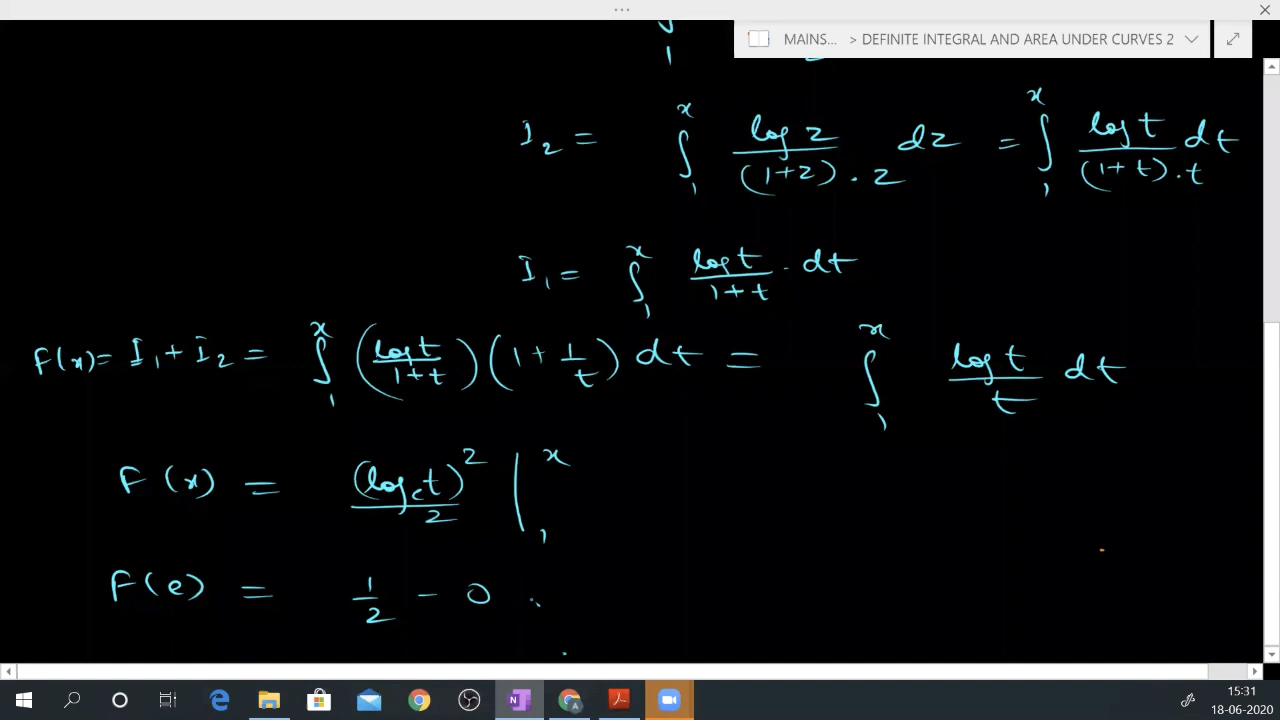 ...
MAINS... > DEFINITE INTEGRAL AND AREA UNDER CURVES 2
1
I₂ = ∫₁ˣ log z / (1+z) . z dz = ∫₁ˣ log t / (1+t) . t dt
I₁ = ∫₁ˣ log t / 1+t . dt
F(x) = I₁ + I₂ = ∫₁ˣ (log t / 1+t) (1 + 1/t) dt = ∫₁ˣ log t / t dt
F(x) = (logₑt)² / 2 |₁ˣ
F(e) = 1/2 - 0
15:31
18-06-2020